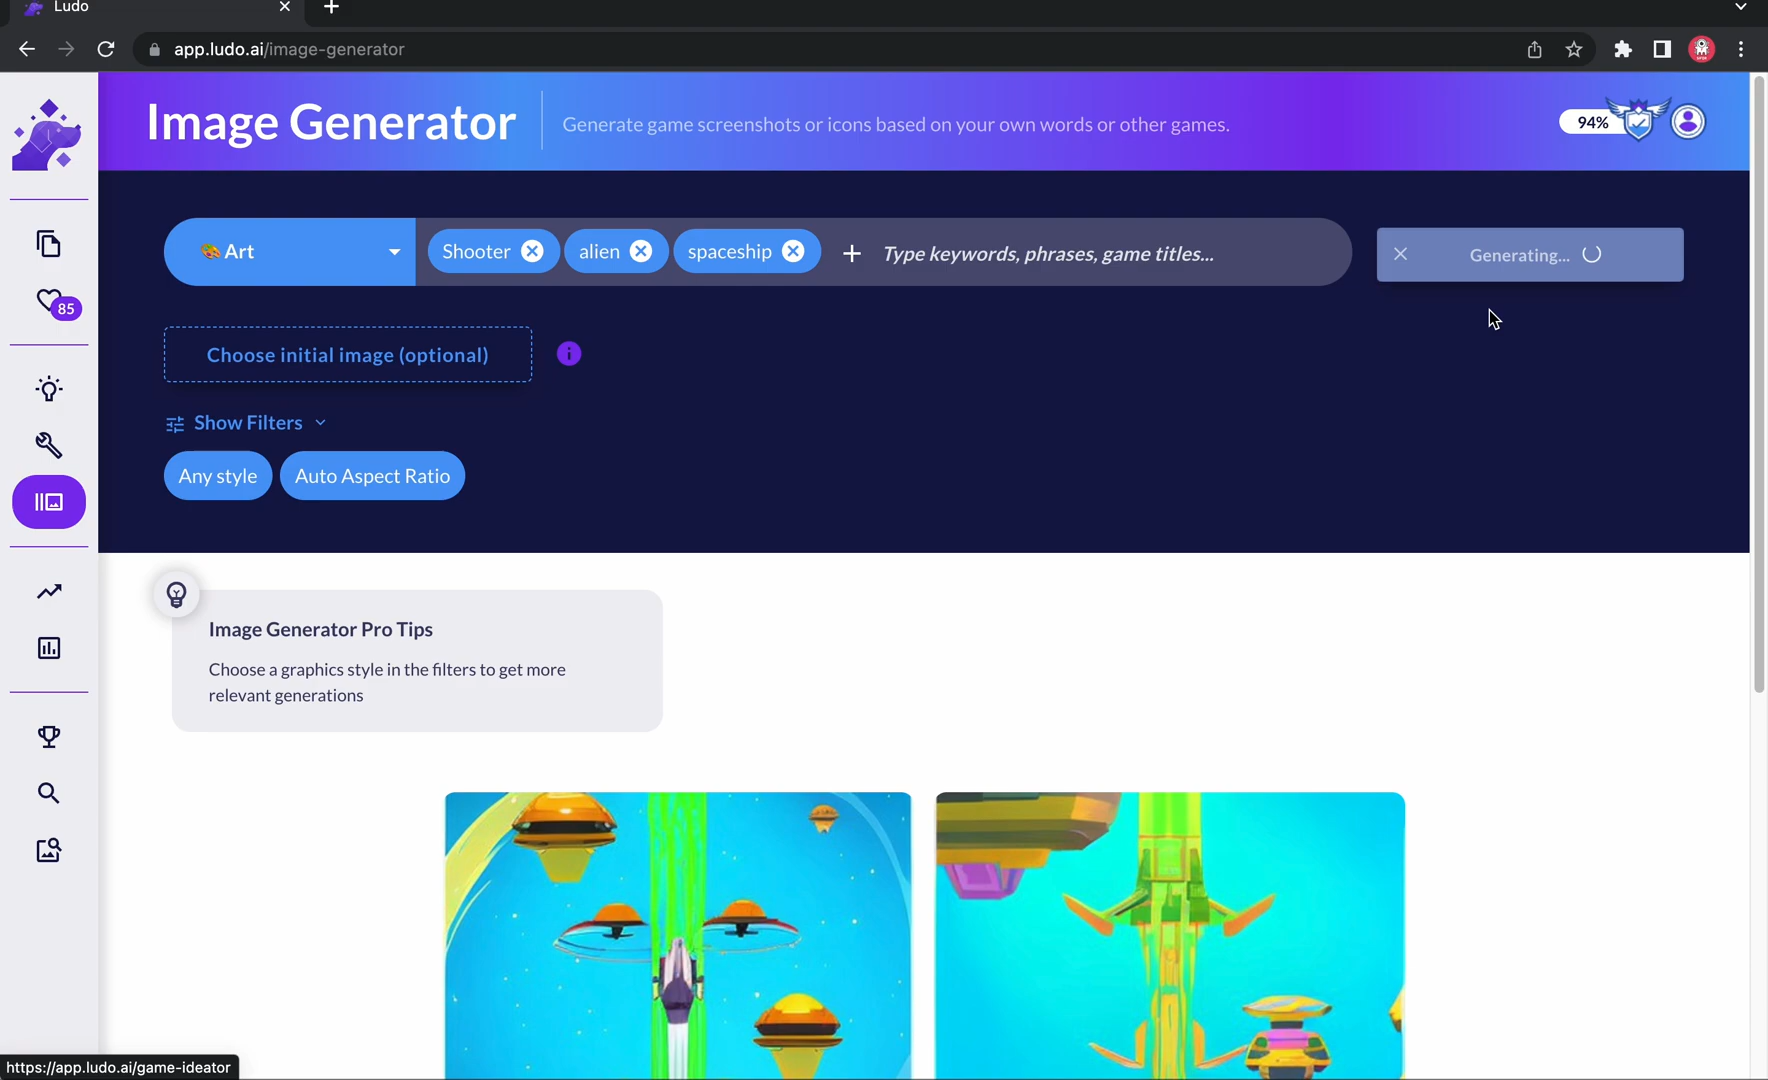 Ludo
app.ludo.ai/image-generator
Image Generator
Generate game screenshots or icons based on your own words or other games.
94%
Art
Shooter
alien
spaceship
Type keywords, phrases, game titles...
Generating...
85
Choose initial image (optional)
i
Show Filters
Any style
Auto Aspect Ratio
Image Generator Pro Tips
Choose a graphics style in the filters to get more
relevant generations
https://app.ludo.ai/game-ideator